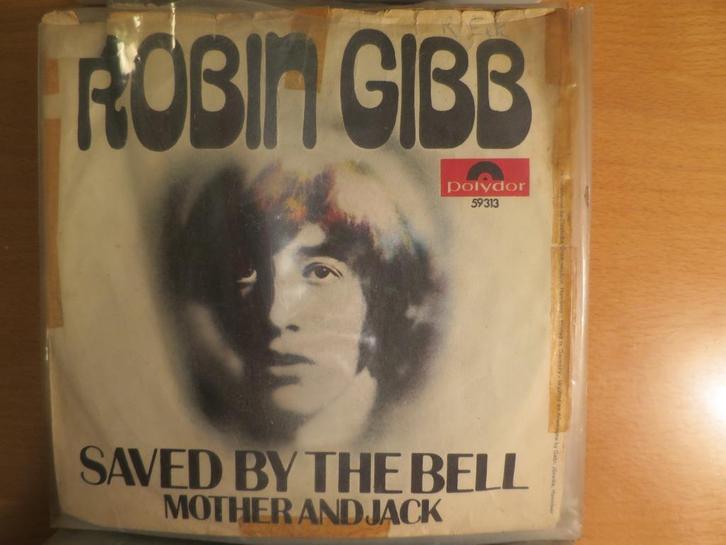 ROBIN GIBB
polydor
59 313
SAVED BY THE BELL
MOTHER AND JACK